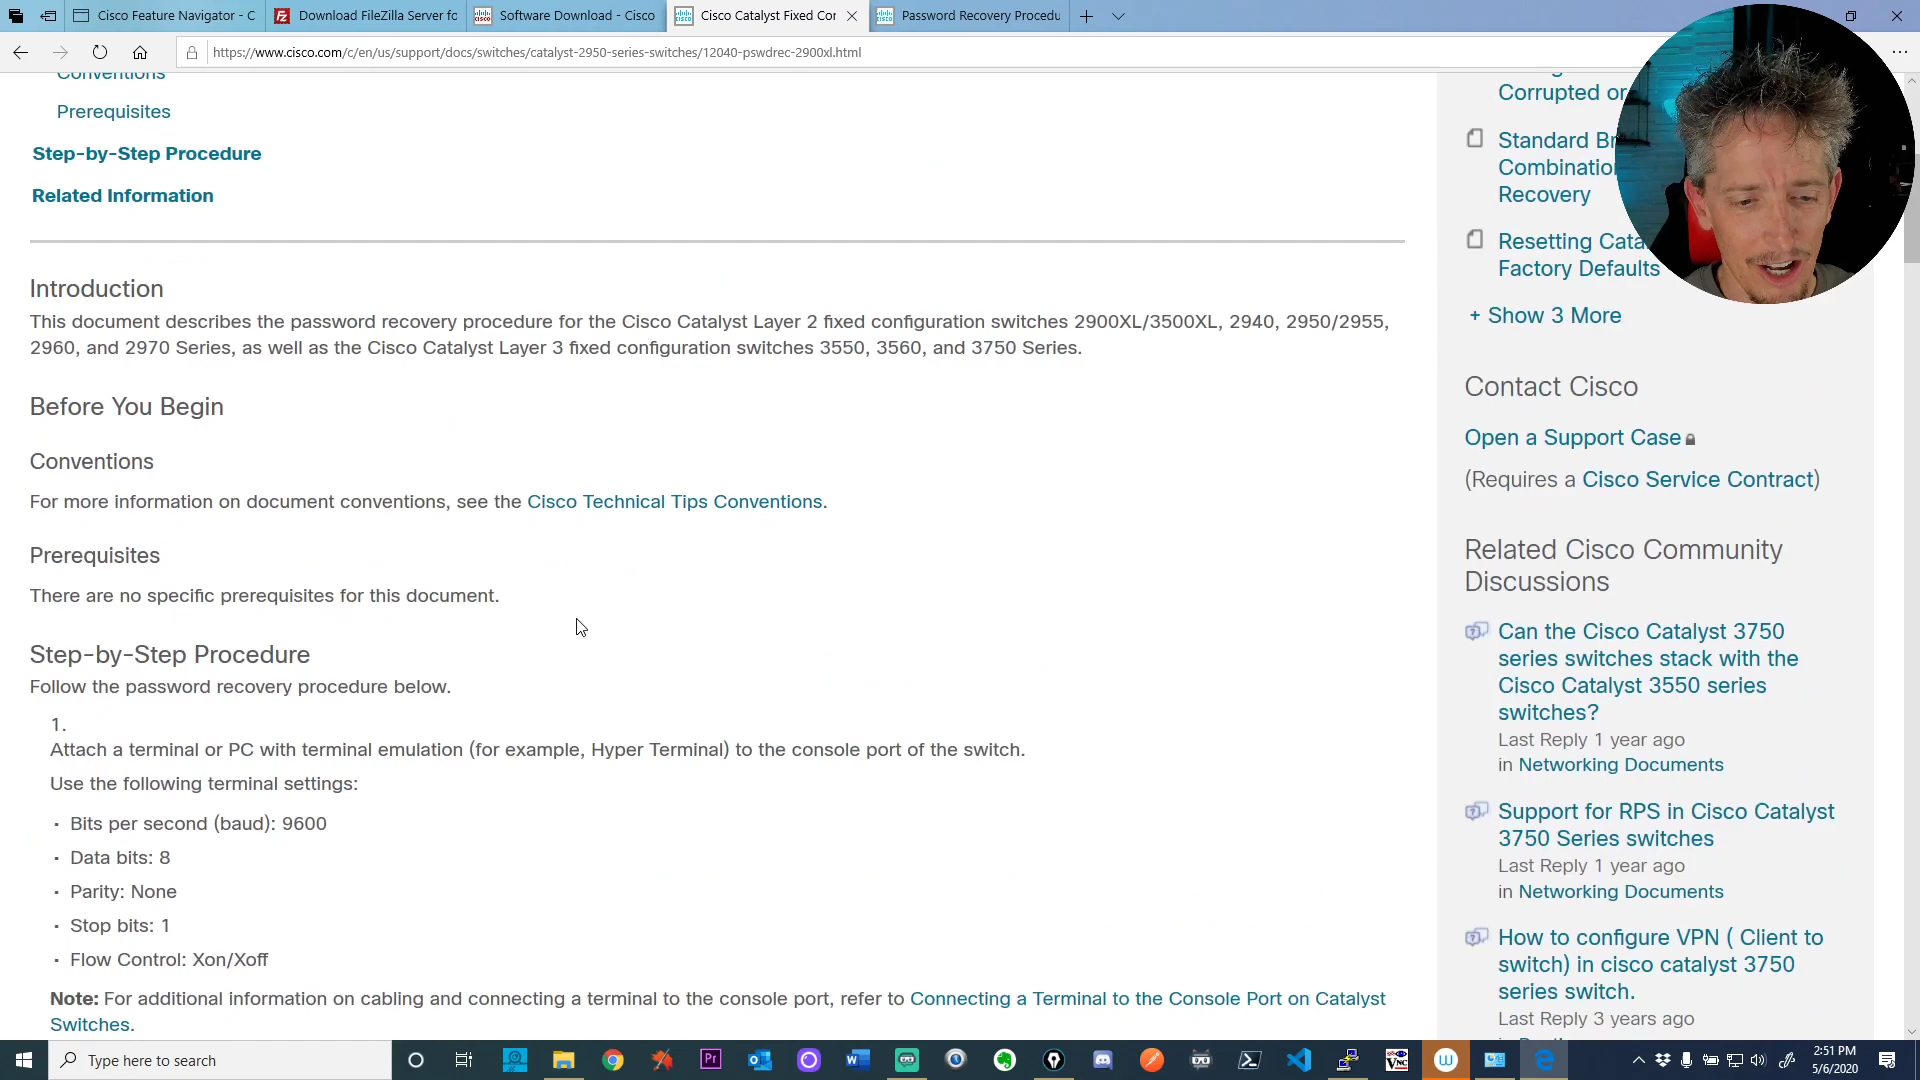 Cisco Feature Navigator - C
Download FileZilla Server fo
Software Download - Cisco
Cisco Catalyst Fixed Cor
Password Recovery Procedu
https://www.cisco.com/c/en/us/support/docs/switches/catalyst-2950-series-switches/12040-pswdrec-2900xl.html
Conventions
Prerequisites
Step-by-Step Procedure
Related Information
Introduction
This document describes the password recovery procedure for the Cisco Catalyst Layer 2 fixed configuration switches 2900XL/3500XL, 2940, 2950/2955,
2960, and 2970 Series, as well as the Cisco Catalyst Layer 3 fixed configuration switches 3550, 3560, and 3750 Series.
Before You Begin
Conventions
For more information on document conventions, see the Cisco Technical Tips Conventions.
Prerequisites
There are no specific prerequisites for this document.
Step-by-Step Procedure
Follow the password recovery procedure below.
1.
Attach a terminal or PC with terminal emulation (for example, Hyper Terminal) to the console port of the switch.
Use the following terminal settings:
Bits per second (baud): 9600
Data bits: 8
Parity: None
Stop bits: 1
Flow Control: Xon/Xoff
Note: For additional information on cabling and connecting a terminal to the console port, refer to Connecting a Terminal to the Console Port on Catalyst
Switches.
Corrupted or
Standard Br
Combination
Recovery
Resetting Cata
Factory Defaults
+ Show 3 More
Contact Cisco
Open a Support Case
(Requires a Cisco Service Contract)
Related Cisco Community
Discussions
Can the Cisco Catalyst 3750
series switches stack with the
Cisco Catalyst 3550 series
switches?
Last Reply 1 year ago
in Networking Documents
Support for RPS in Cisco Catalyst
3750 Series switches
Last Reply 1 year ago
in Networking Documents
How to configure VPN ( Client to
switch) in cisco catalyst 3750
series switch.
Last Reply 3 years ago
Type here to search
Pr
2:51 PM
5/6/2020